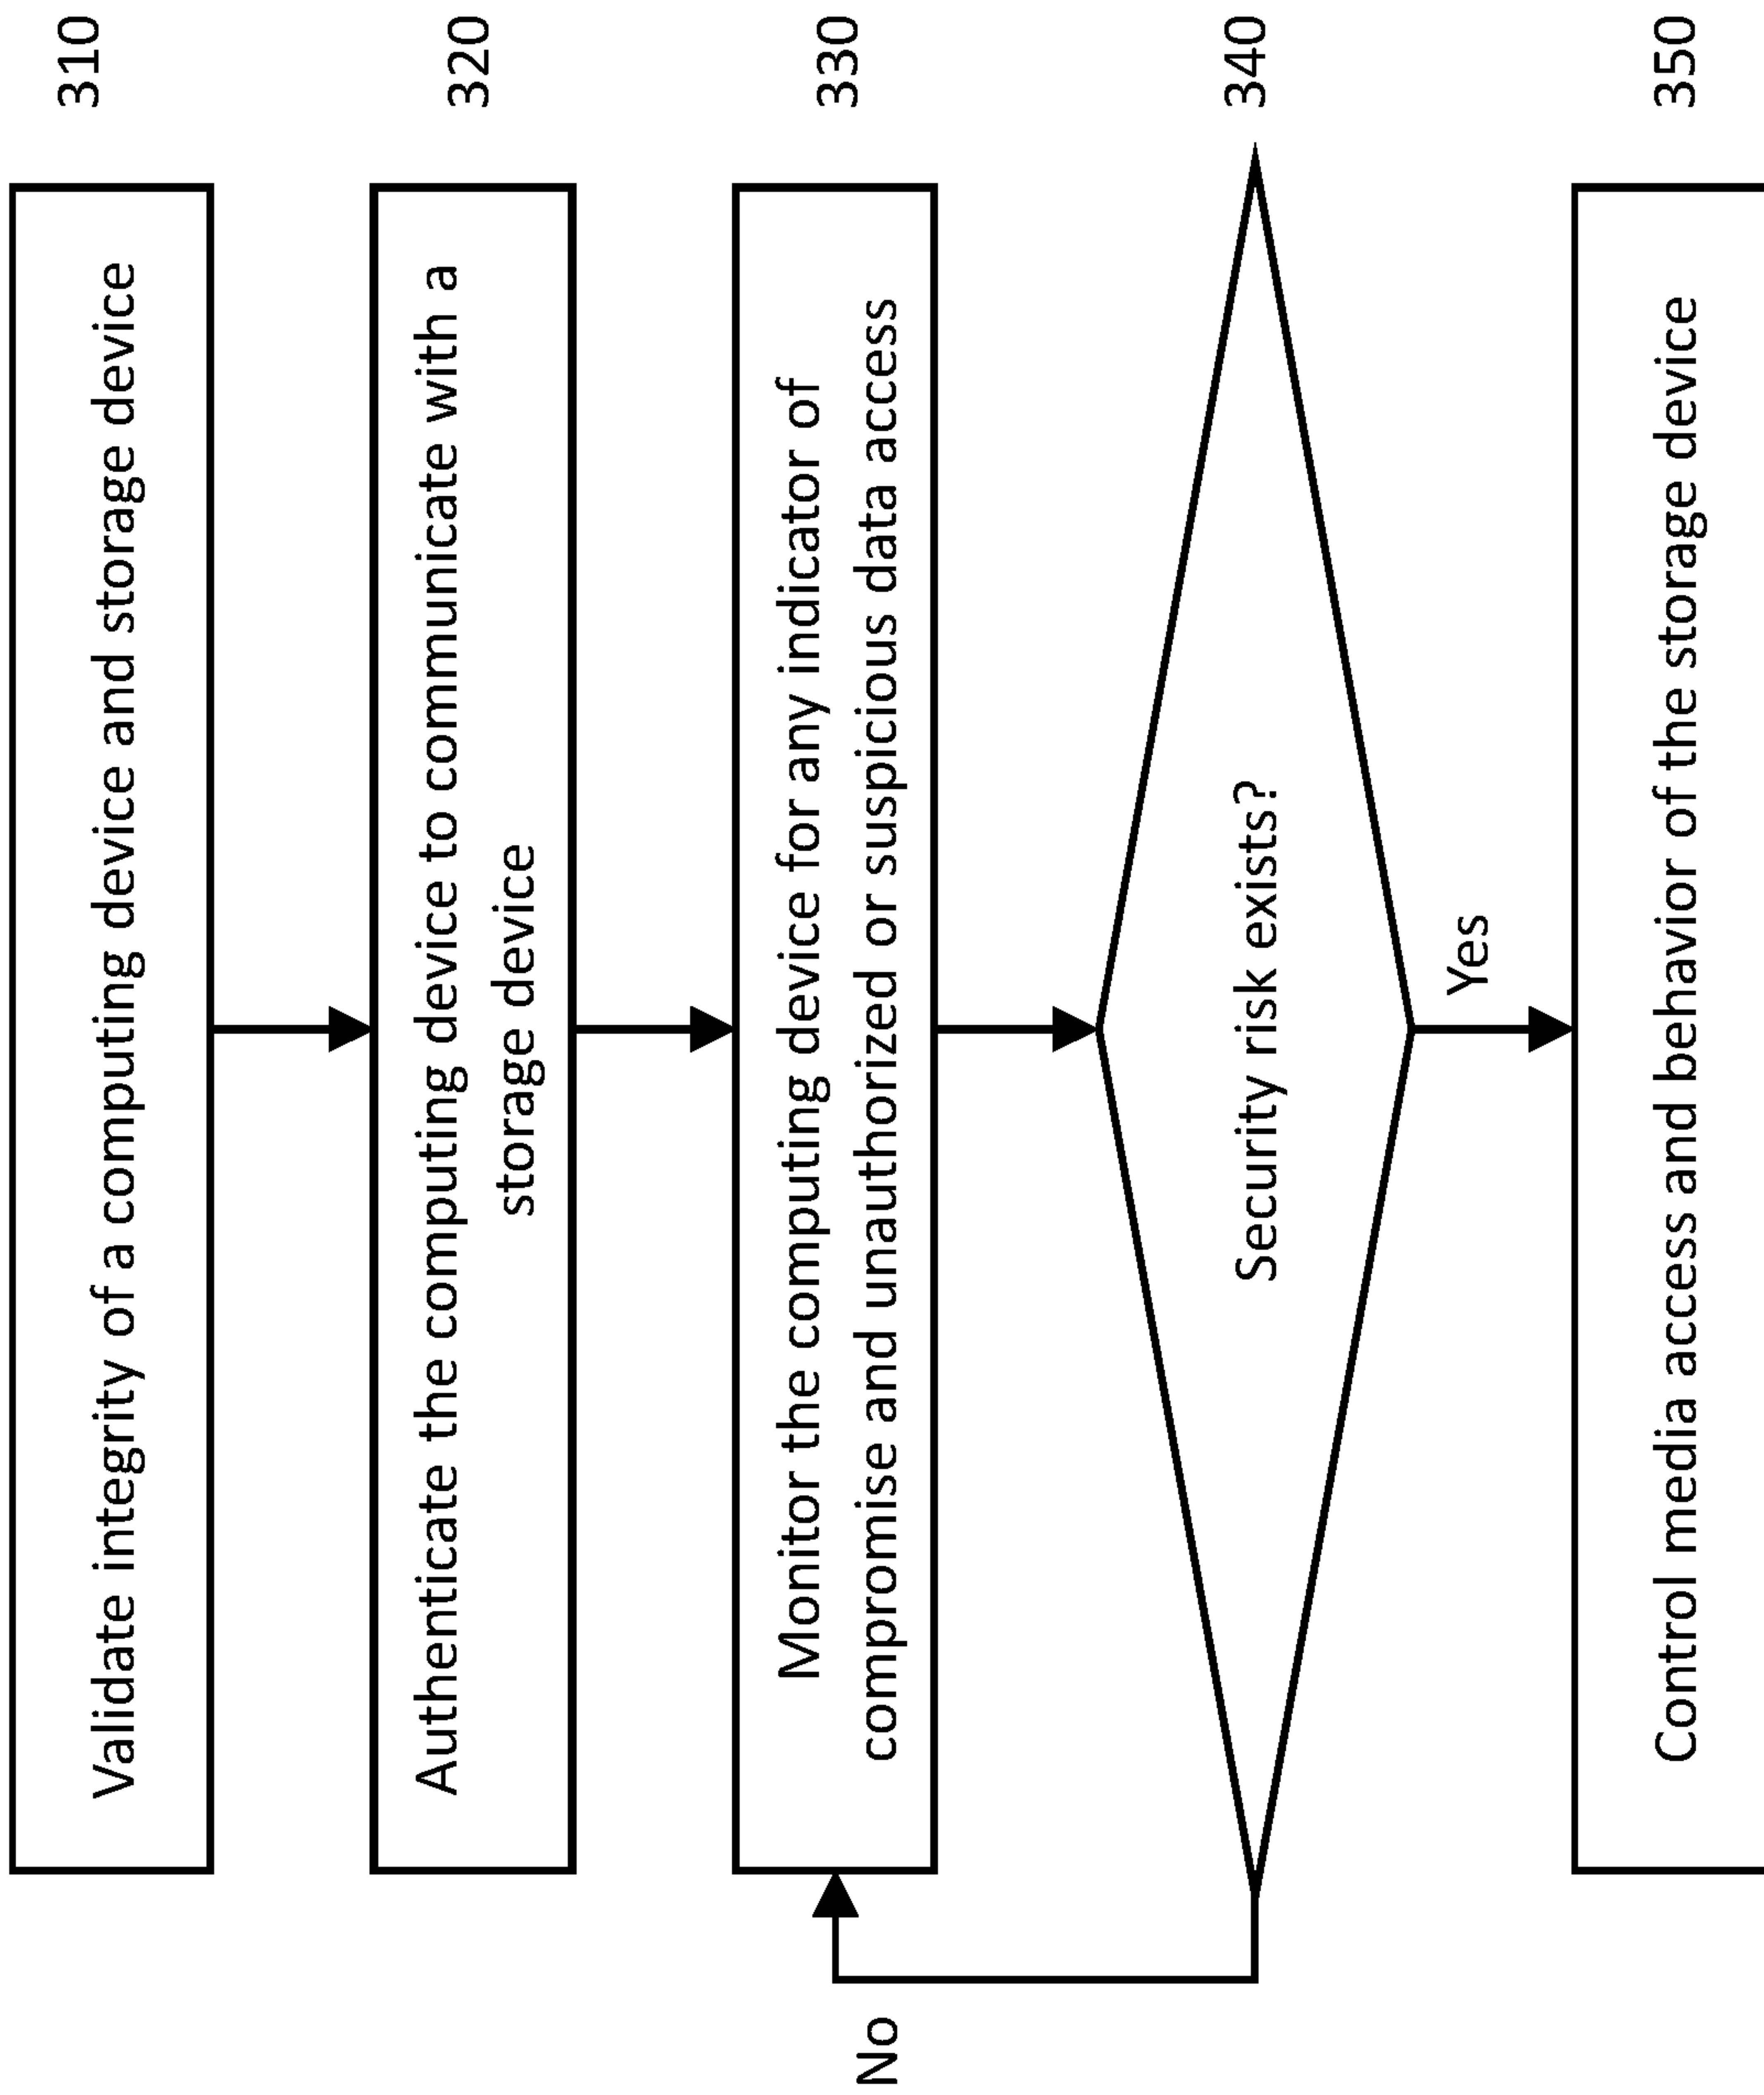 Validate integrity of a computing device and storage device
310
Authenticate the computing device to communicate with a
storage device
320
Monitor the computing device for any indicator of
compromise and unauthorized or suspicious data access
330
No
Security risk exists?
340
Yes
Control media access and behavior of the storage device
350